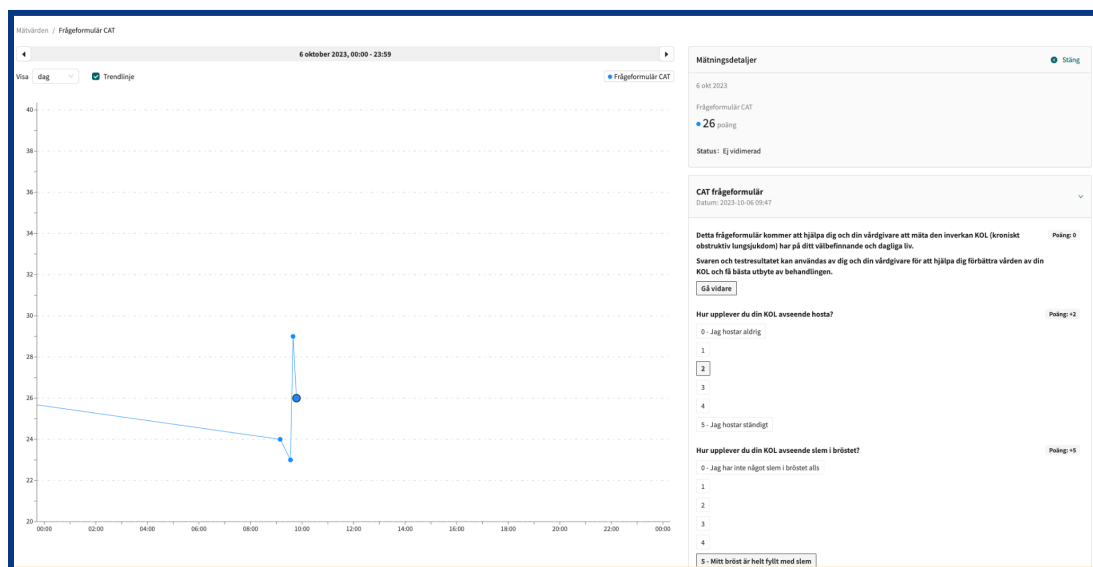 Mätvärden / Frågeformulär CAT
6 oktober 2023, 00:00 - 23:59
Visa dag Trendlinje
Frågeformulär CAT
40
38
36
34
32
30
28
26
24
22
20
00:00 02:00 04:00 06:00 08:00 10:00 12:00 14:00 16:00 18:00 20:00 22:00 00:00
Mätningsdetaljer Stäng
6 okt 2023
Frågeformulär CAT
26 poäng
Status: Ej vidimerad
CAT frågeformulär
Datum: 2023-10-06 09:47
Detta frågeformulär kommer att hjälpa dig och din vårdgivare att mäta den inverkan KOL (kroniskt Poäng: 0
obstruktiv lungsjukdom) har på ditt välbefinnande och dagliga liv.
Svaren och testresultatet kan användas av dig och din vårdgivare för att hjälpa dig förbättra vården av din
KOL och få bästa utbyte av behandlingen.
Gå vidare
Hur upplever du din KOL avseende hosta? Poäng: +2
0 - Jag hostar aldrig
1
2
3
4
5 - Jag hostar ständigt
Hur upplever du din KOL avseende slem i bröstet? Poäng: +5
0 - Jag har inte något slem i bröstet alls
1
2
3
4
5 - Mitt bröst är helt fyllt med slem